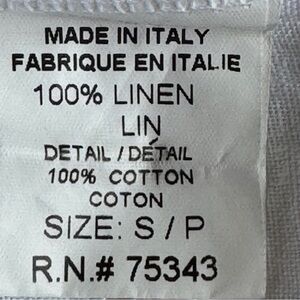 MADE IN ITALY
FABRIQUE EN ITALIE
100% LINEN
LIN
DETAIL / DÉTAIL
100% COTTON
COTON
SIZE: S / P
R.N.# 75343